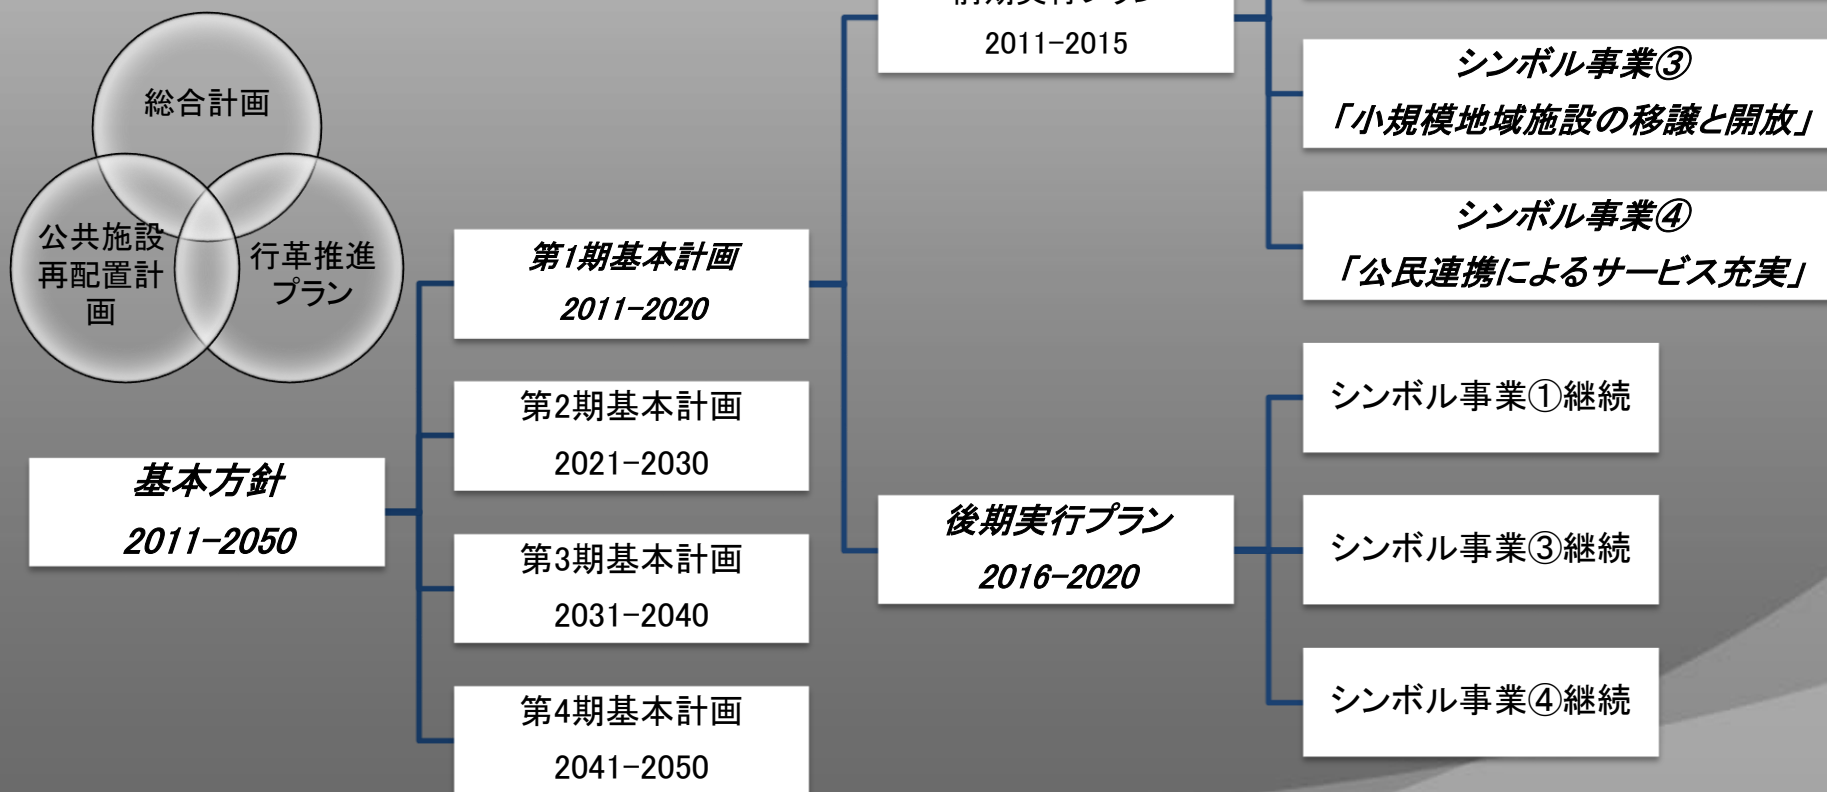 総合計画
公共施設
再配置計
画
行革推進
プラン
基本方針
2011-2050
第1期基本計画
2011-2020
第2期基本計画
2021-2030
第3期基本計画
2031-2040
第4期基本計画
2041-2050
前期実行プラン
2011-2015
後期実行プラン
2016-2020
シンボル事業③
「小規模地域施設の移譲と開放」
シンボル事業④
「公民連携によるサービス充実」
シンボル事業①継続
シンボル事業③継続
シンボル事業④継続